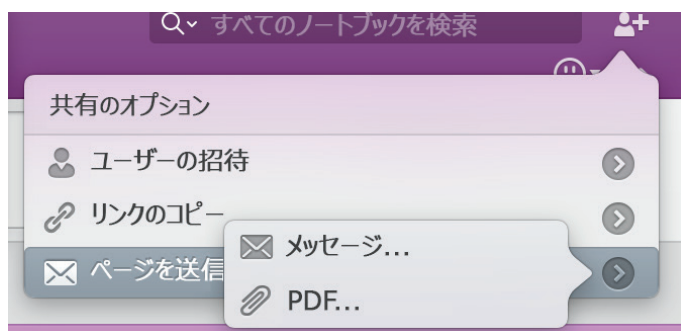 すべてのノートブックを検索
共有のオプション
ユーザーの招待
リンクのコピー
ページを送信
メッセージ...
PDF...